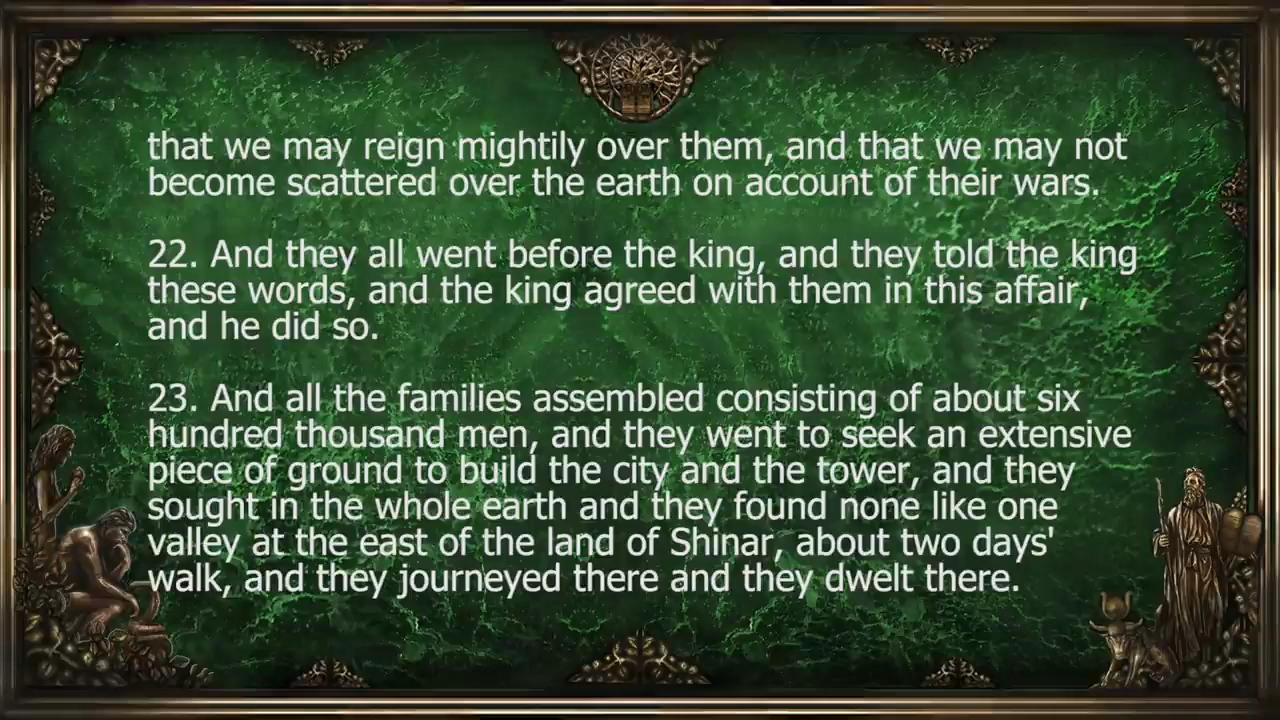 that we may reign mightily over them, and that we may not
become scattered over the earth on account of their wars.
22. And they all went before the king, and they told the king
these words, and the king agreed with them in this affair,
and he did so.
23. And all the families assembled consisting of about six
hundred thousand men, and they went to seek an extensive
piece of ground to build the city and the tower, and they
sought in the whole earth and they found none like one
valley at the east of the land of Shinar, about two days'
walk, and they journeyed there and they dwelt there.